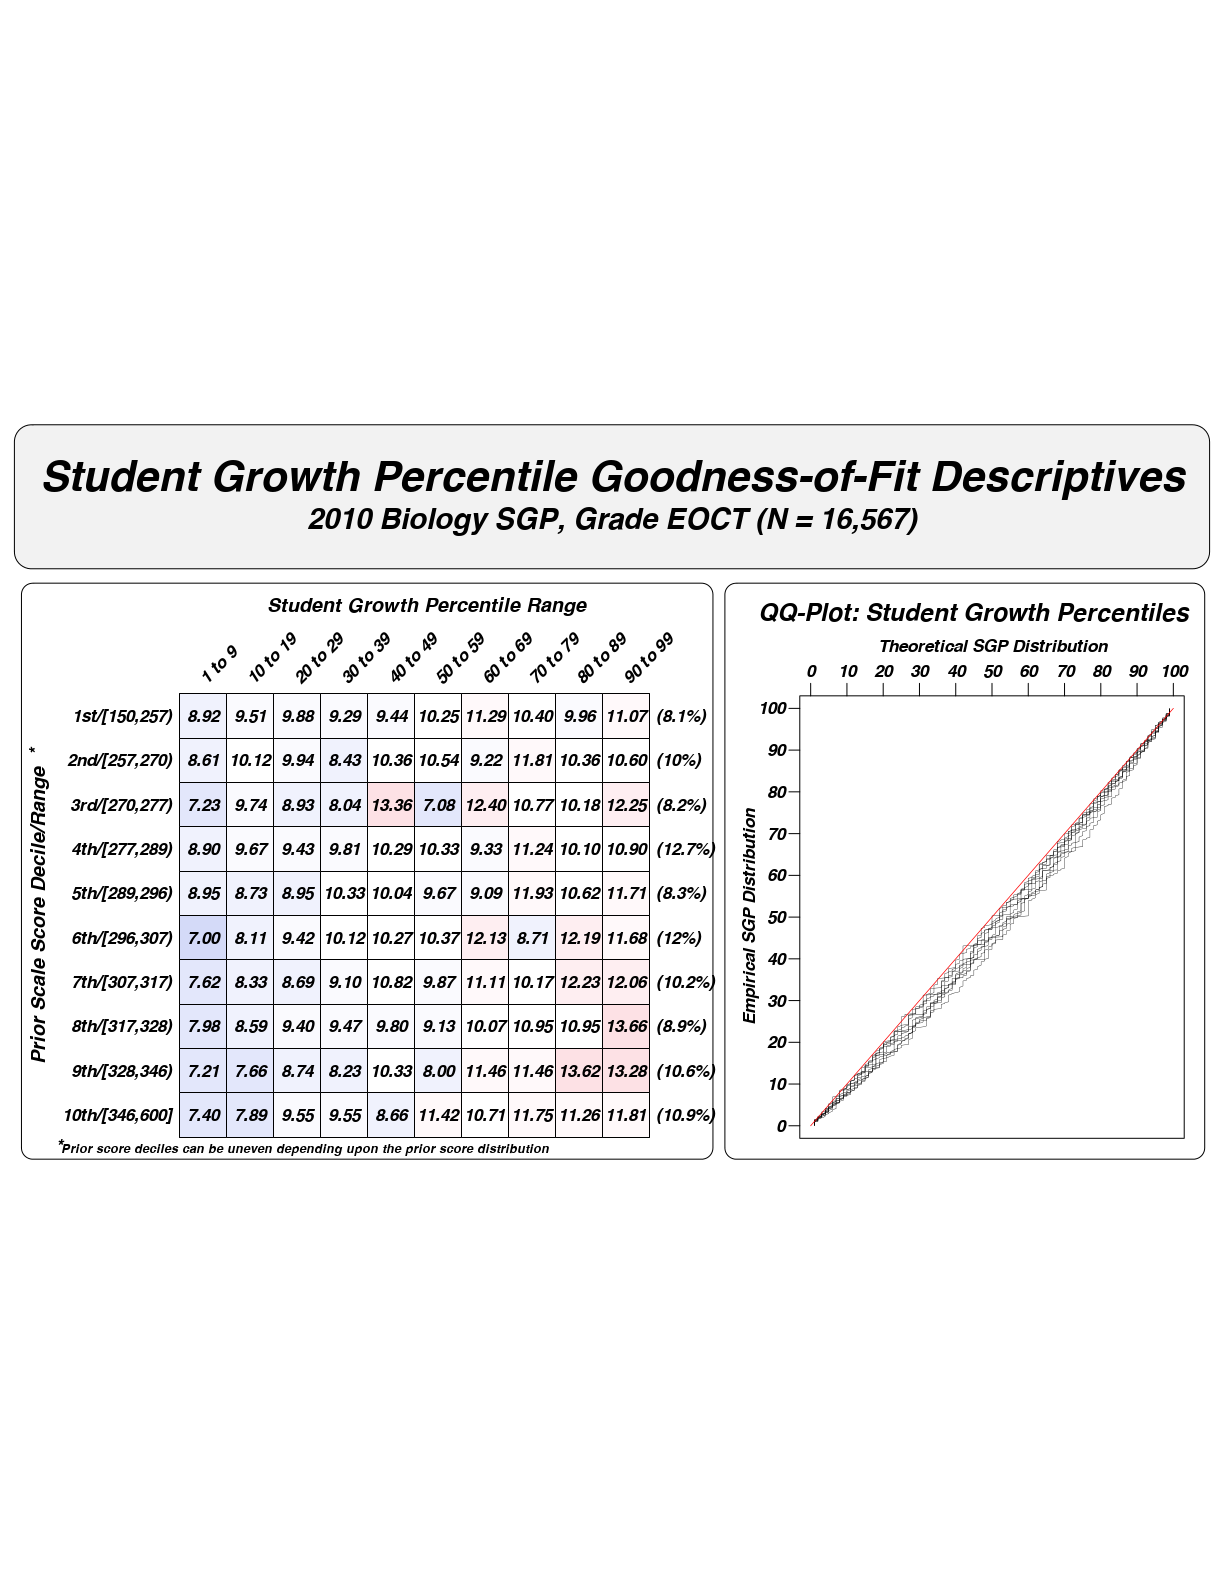 Student Growth Percentile Goodness-of-Fit Descriptives
2010 Biology SGP, Grade EOCT (N = 16,567)
Student Growth Percentile Range
1 to 9 10 to 19 20 to 29 30 to 39 40 to 49 50 to 59 60 to 69 70 to 79 80 to 89 90 to 99
Prior Scale Score Decile/Range *
1st/[150,257) 8.92 9.51 9.88 9.29 9.44 10.25 11.29 10.40 9.96 11.07 (8.1%)
2nd/[257,270) 8.61 10.12 9.94 8.43 10.36 10.54 9.22 11.81 10.36 10.60 (10%)
3rd/[270,277) 7.23 9.74 8.93 8.04 13.36 7.08 12.40 10.77 10.18 12.25 (8.2%)
4th/[277,289) 8.90 9.67 9.43 9.81 10.29 10.33 9.33 11.24 10.10 10.90 (12.7%)
5th/[289,296) 8.95 8.73 8.95 10.33 10.04 9.67 9.09 11.93 10.62 11.71 (8.3%)
6th/[296,307) 7.00 8.11 9.42 10.12 10.27 10.37 12.13 8.71 12.19 11.68 (12%)
7th/[307,317) 7.62 8.33 8.69 9.10 10.82 9.87 11.11 10.17 12.23 12.06 (10.2%)
8th/[317,328) 7.98 8.59 9.40 9.47 9.80 9.13 10.07 10.95 10.95 13.66 (8.9%)
9th/[328,346) 7.21 7.66 8.74 8.23 10.33 8.00 11.46 11.46 13.62 13.28 (10.6%)
10th/[346,600] 7.40 7.89 9.55 9.55 8.66 11.42 10.71 11.75 11.26 11.81 (10.9%)
*Prior score deciles can be uneven depending upon the prior score distribution
QQ-Plot: Student Growth Percentiles
Theoretical SGP Distribution
0 10 20 30 40 50 60 70 80 90 100
Empirical SGP Distribution
100
90
80
70
60
50
40
30
20
10
0